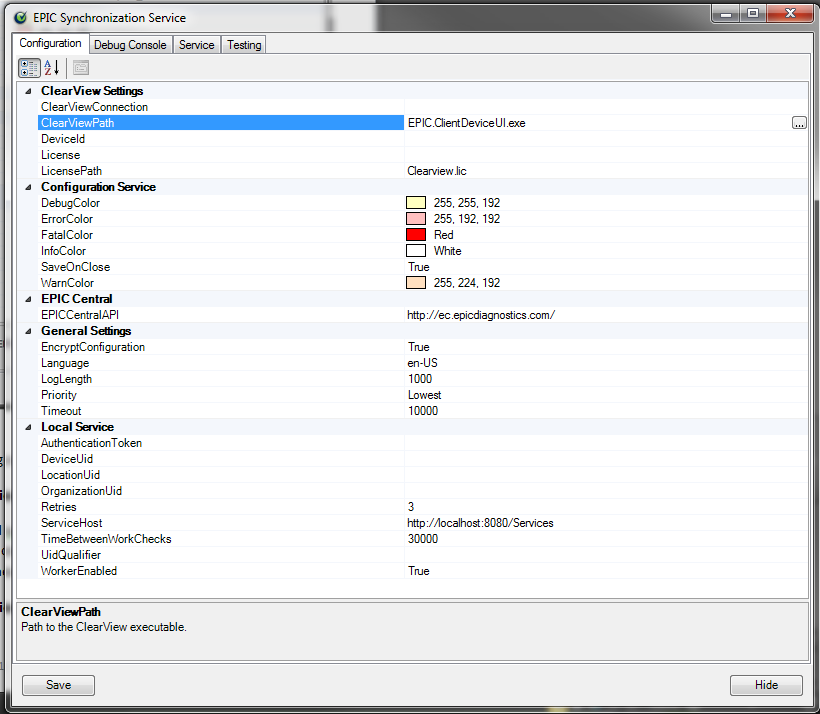 EPIC Synchronization Service
Configuration Debug Console Service Testing
ClearView Settings
ClearViewConnection
ClearViewPath EPIC.ClientDeviceUI.exe ...
DeviceId
License
LicensePath Clearview.lic
Configuration Service
DebugColor 255, 255, 192
ErrorColor 255, 192, 192
FatalColor Red
InfoColor White
SaveOnClose True
WarnColor 255, 224, 192
EPIC Central
EPICCentralAPI http://ec.epicdiagnostics.com/
General Settings
EncryptConfiguration True
Language en-US
LogLength 1000
Priority Lowest
Timeout 10000
Local Service
AuthenticationToken
DeviceUid
LocationUid
OrganizationUid
Retries 3
ServiceHost http://localhost:8080/Services
TimeBetweenWorkChecks 30000
UidQualifier
WorkerEnabled True
ClearViewPath
Path to the ClearView executable.
Save Hide